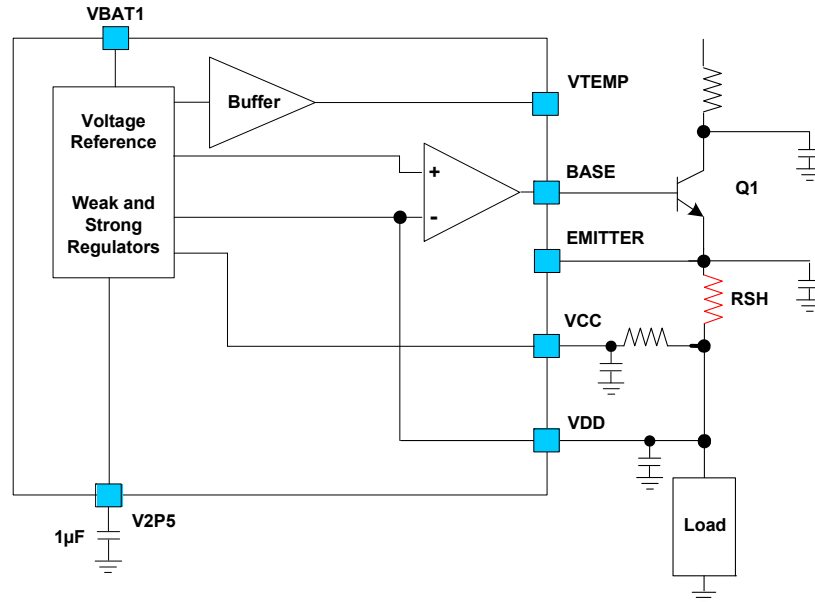 VBAT1
Buffer
VTEMP
Voltage
Reference
+
BASE
Q1
Weak and
Strong
Regulators
-
EMITTER
RSH
VCC
VDD
V2P5
1µF
Load